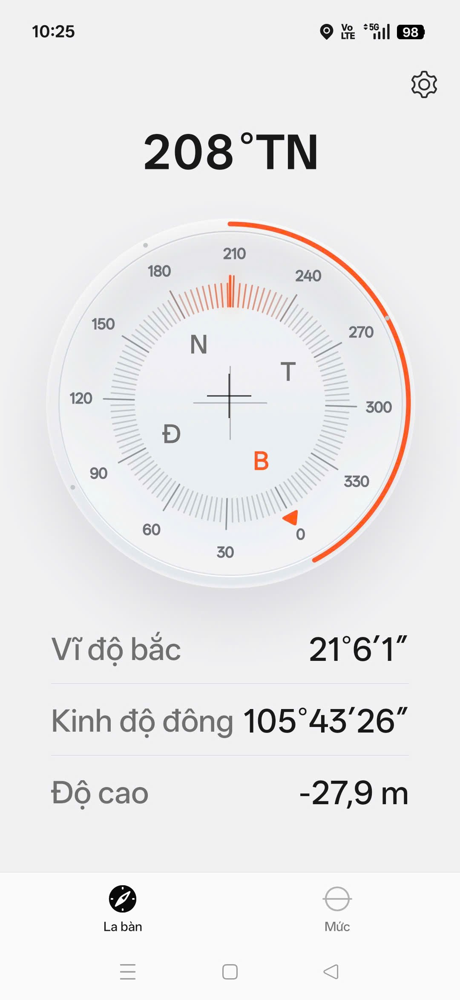 10:25
Vo LTE 5G 98
208°TN
210
180 240
150 270
N
T
120 300
Đ
B
90 330
60 0
30
Vĩ độ bắc 21°6′1″
Kinh độ đông 105°43′26″
Độ cao -27,9 m
La bàn Mức